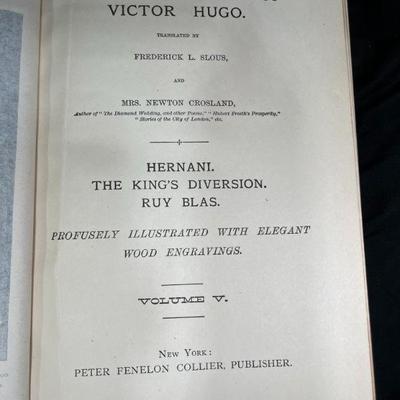 VICTOR HUGO.
TRANSLATED BY
FREDERICK L. SLOUS,
AND
MRS. NEWTON CROSLAND,
Author of "The Diamond Wedding, and other Poems," "Hubert Freeth's Prosperity,"
"Stories of the City of London," &c.
HERNANI.
THE KING'S DIVERSION.
RUY BLAS.
PROFUSELY ILLUSTRATED WITH ELEGANT
WOOD ENGRAVINGS.
VOLUME V.
NEW YORK:
PETER FENELON COLLIER, PUBLISHER.